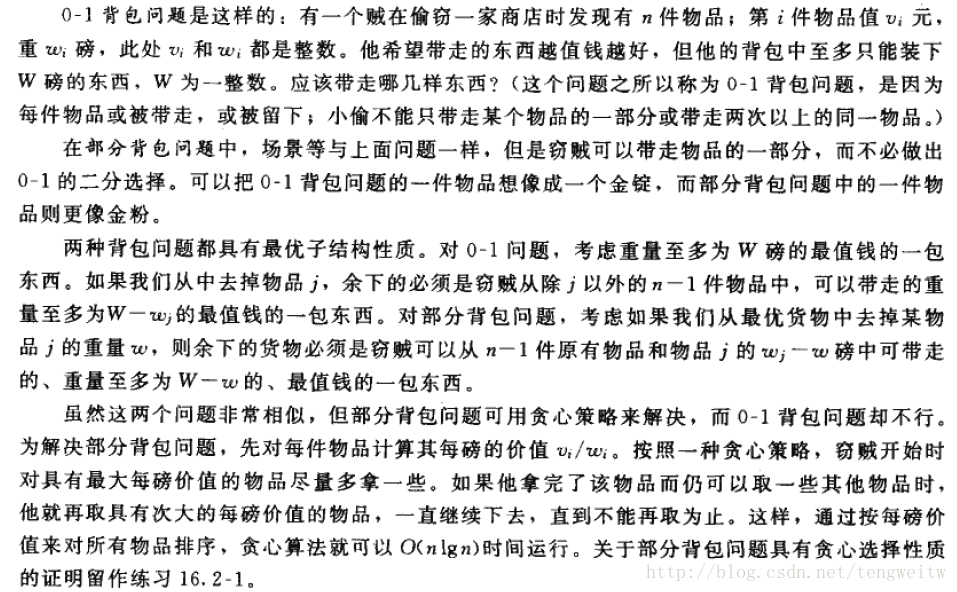 0-1 背包问题是这样的：有一个贼在偷窃一家商店时发现有 n 件物品；第 i 件物品值 vᵢ 元，
重 wᵢ 磅，此处 vᵢ 和 wᵢ 都是整数。他希望带走的东西越值钱越好，但他的背包中至多只能装下
W 磅的东西，W 为一整数。应该带走哪几样东西？（这个问题之所以称为 0-1 背包问题，是因为
每件物品或被带走，或被留下；小偷不能只带走某个物品的一部分或带走两次以上的同一物品。）
在部分背包问题中，场景等与上面问题一样，但是窃贼可以带走物品的一部分，而不必做出
0-1 的二分选择。可以把 0-1 背包问题的一件物品想像成一个金锭，而部分背包问题中的一件物
品则更像金粉。
两种背包问题都具有最优子结构性质。对 0-1 问题，考虑重量至多为 W 磅的最值钱的一包
东西。如果我们从中去掉物品 j，余下的必须是窃贼从除 j 以外的 n－1 件物品中，可以带走的重
量至多为W－wⱼ的最值钱的一包东西。对部分背包问题，考虑如果我们从最优货物中去掉某物
品 j 的重量 w，则余下的货物必须是窃贼可以从 n－1 件原有物品和物品 j 的 wⱼ－w 磅中可带走
的、重量至多为 W－w 的、最值钱的一包东西。
虽然这两个问题非常相似，但部分背包问题可用贪心策略来解决，而 0-1 背包问题却不行。
为解决部分背包问题，先对每件物品计算其每磅的价值 vᵢ/wᵢ。按照一种贪心策略，窃贼开始时
对具有最大每磅价值的物品尽量多拿一些。如果他拿完了该物品而仍可以取一些其他物品时，
他就再取具有次大的每磅价值的物品，一直继续下去，直到不能再取为止。这样，通过按每磅价
值来对所有物品排序，贪心算法就可以 O(nlgn)时间运行。关于部分背包问题具有贪心选择性质
的证明留作练习 16.2-1。
http://blog.csdn.net/tengweitw